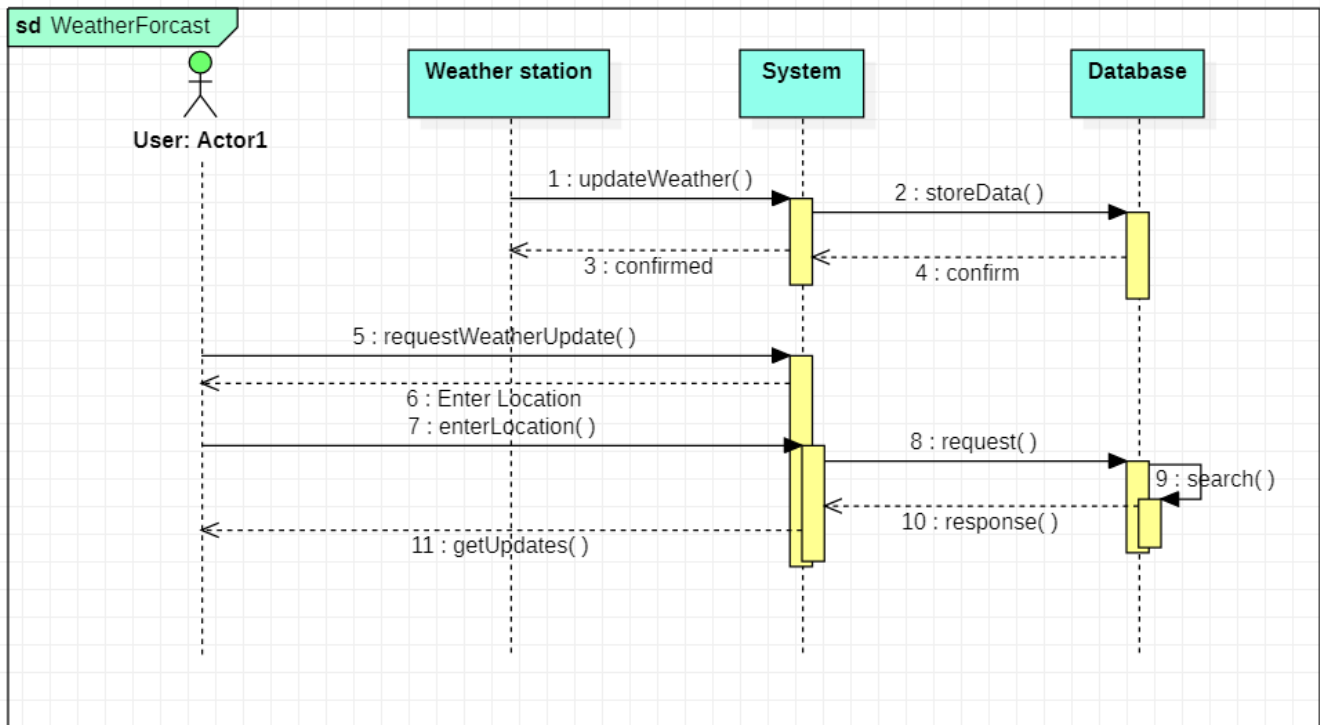 sd WeatherForcast
User: Actor1
Weather station
System
Database
1 : updateWeather( )
2 : storeData( )
3 : confirmed
4 : confirm
5 : requestWeatherUpdate( )
6 : Enter Location
7 : enterLocation( )
8 : request( )
9 : search( )
10 : response( )
11 : getUpdates( )